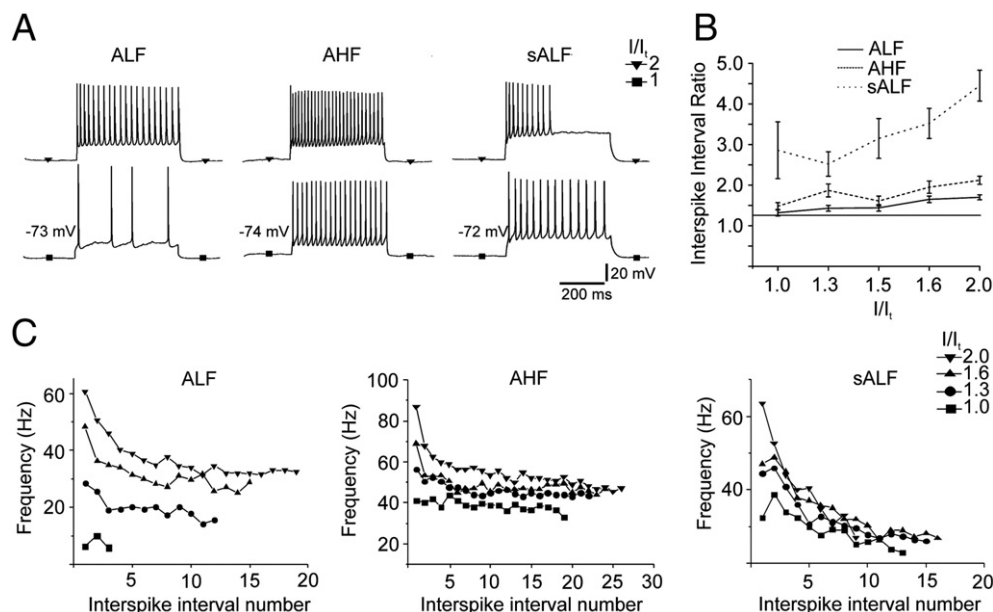 A
ALF
AHF
sALF
I/It
2
1
-73 mV
-74 mV
-72 mV
20 mV
200 ms
B
ALF
AHF
sALF
Interspike Interval Ratio
5.0
4.0
3.0
2.0
1.0
1.0 1.3 1.5 1.6 2.0
I/It
C
ALF
Frequency (Hz)
60
40
20
5 10 15 20
Interspike interval number
AHF
Frequency (Hz)
100
80
60
40
20
5 10 15 20 25 30
Interspike interval number
sALF
Frequency (Hz)
60
40
5 10 15 20
Interspike interval number
I/It
2.0
1.6
1.3
1.0